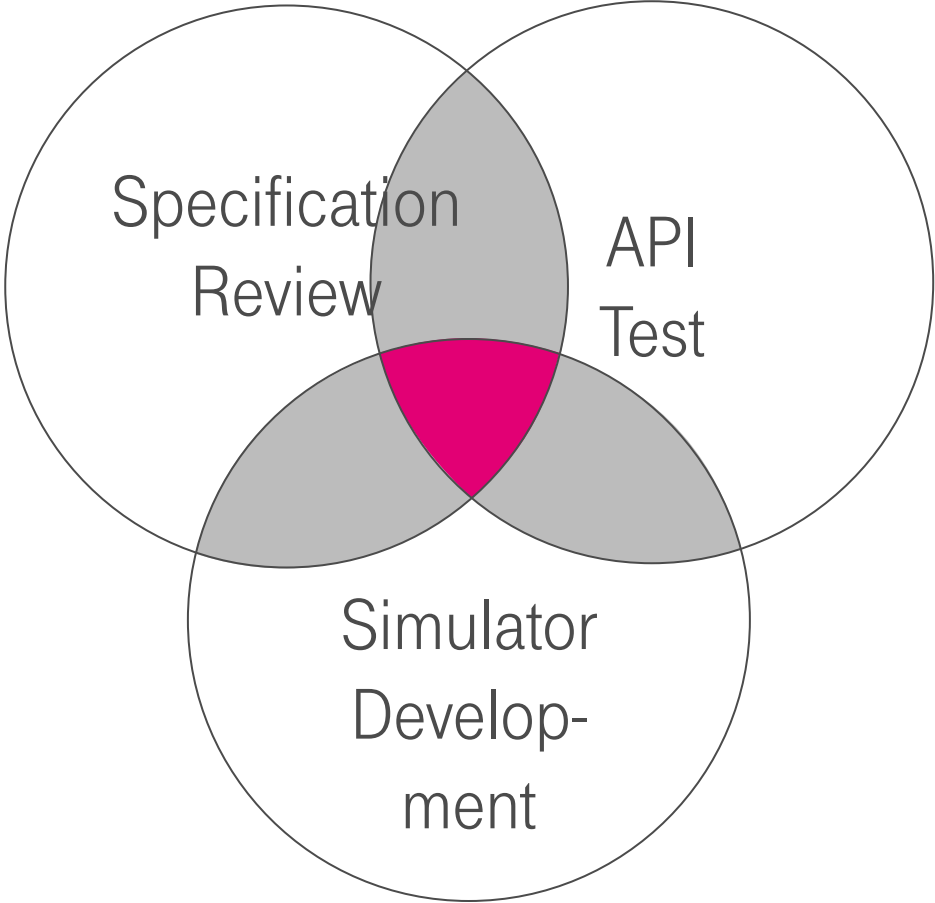 Specification
Review
API
Test
Simulator
Develop-
ment